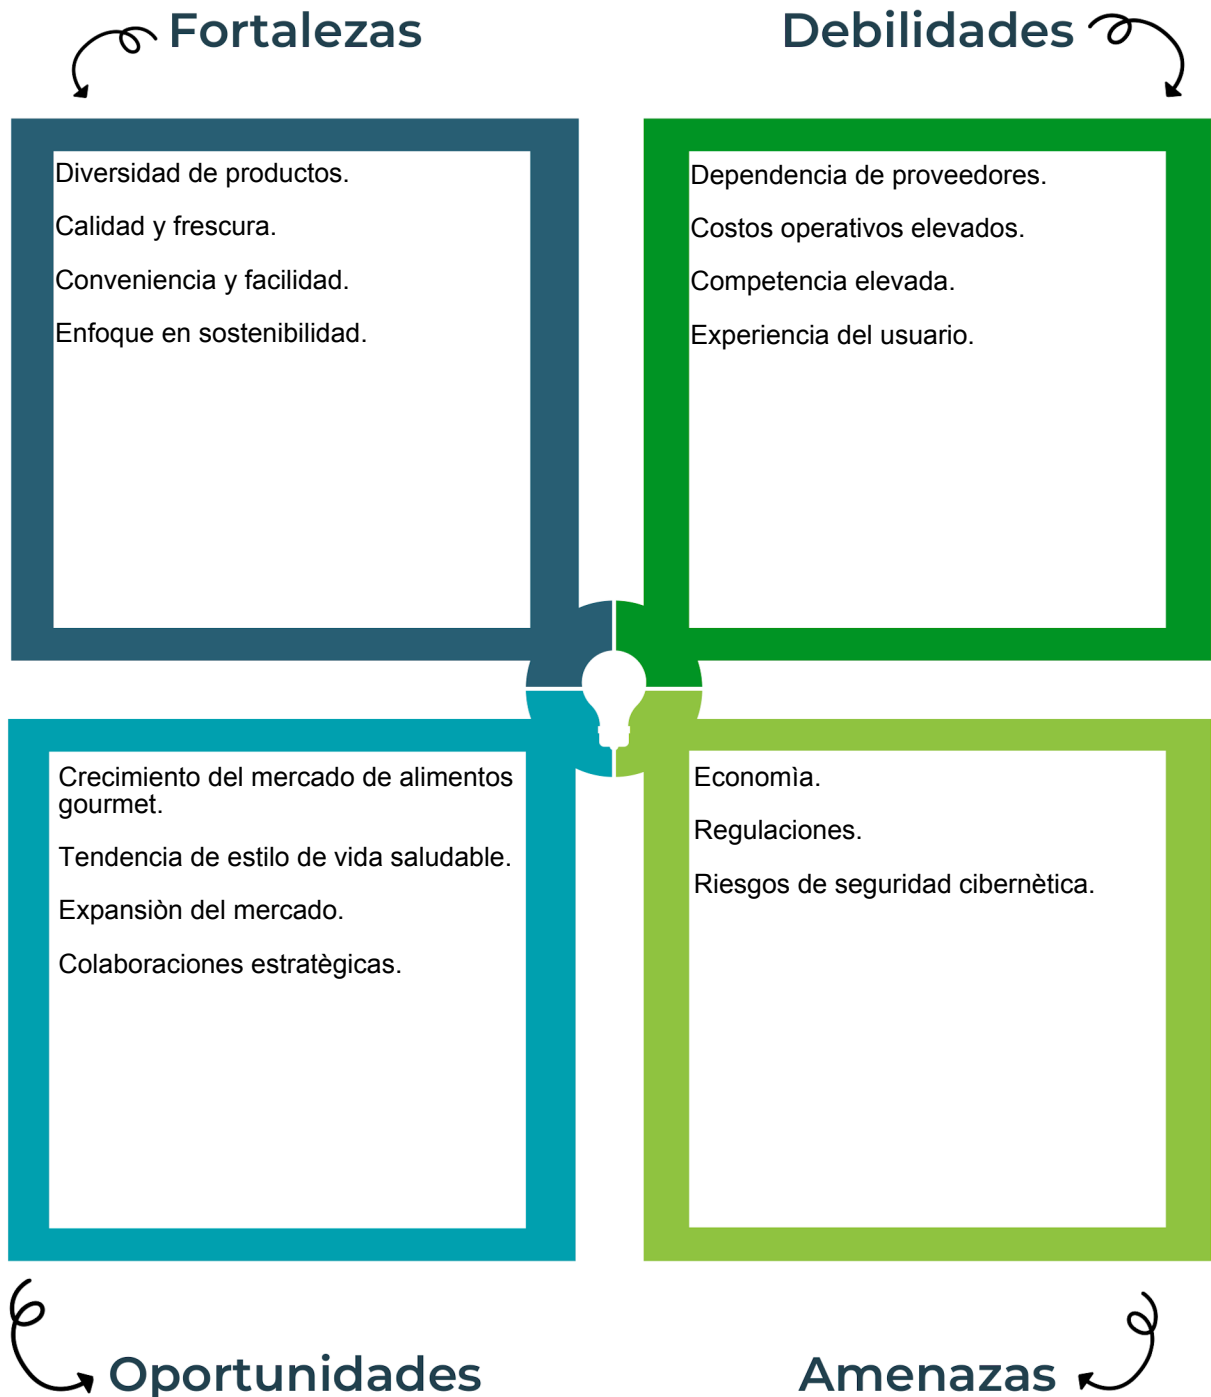 Fortalezas
Diversidad de productos.
Calidad y frescura.
Conveniencia y facilidad.
Enfoque en sostenibilidad.
Debilidades
Dependencia de proveedores.
Costos operativos elevados.
Competencia elevada.
Experiencia del usuario.
Crecimiento del mercado de alimentos
gourmet.
Tendencia de estilo de vida saludable.
Expansiòn del mercado.
Colaboraciones estratègicas.
Oportunidades
Economìa.
Regulaciones.
Riesgos de seguridad cibernètica.
Amenazas